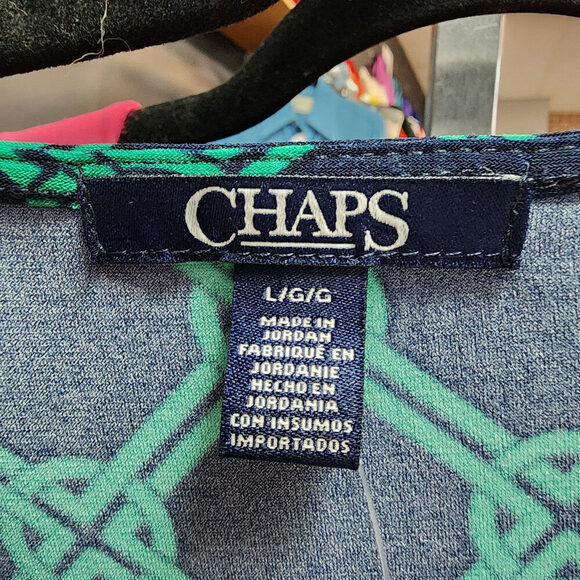 CHAPS
L/G/G
MADE IN
JORDAN
FABRIQUÉ EN
JORDANIE
HECHO EN
JORDANIA
CON INSUMOS
IMPORTADOS